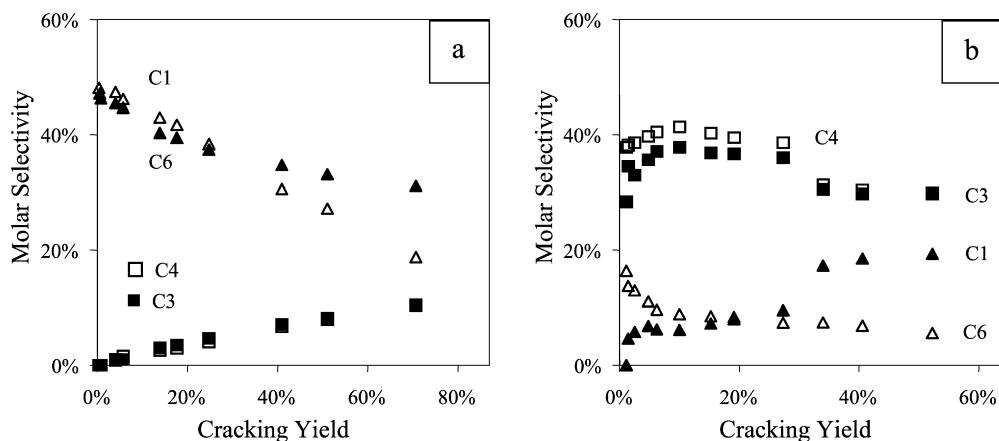 60%
a
C1
40%
C6
20%
C4
C3
0%
0%
20%
40%
60%
80%
Molar Selectivity
Cracking Yield
60%
b
C4
40%
C3
20%
C1
C6
0%
0%
20%
40%
60%
Molar Selectivity
Cracking Yield